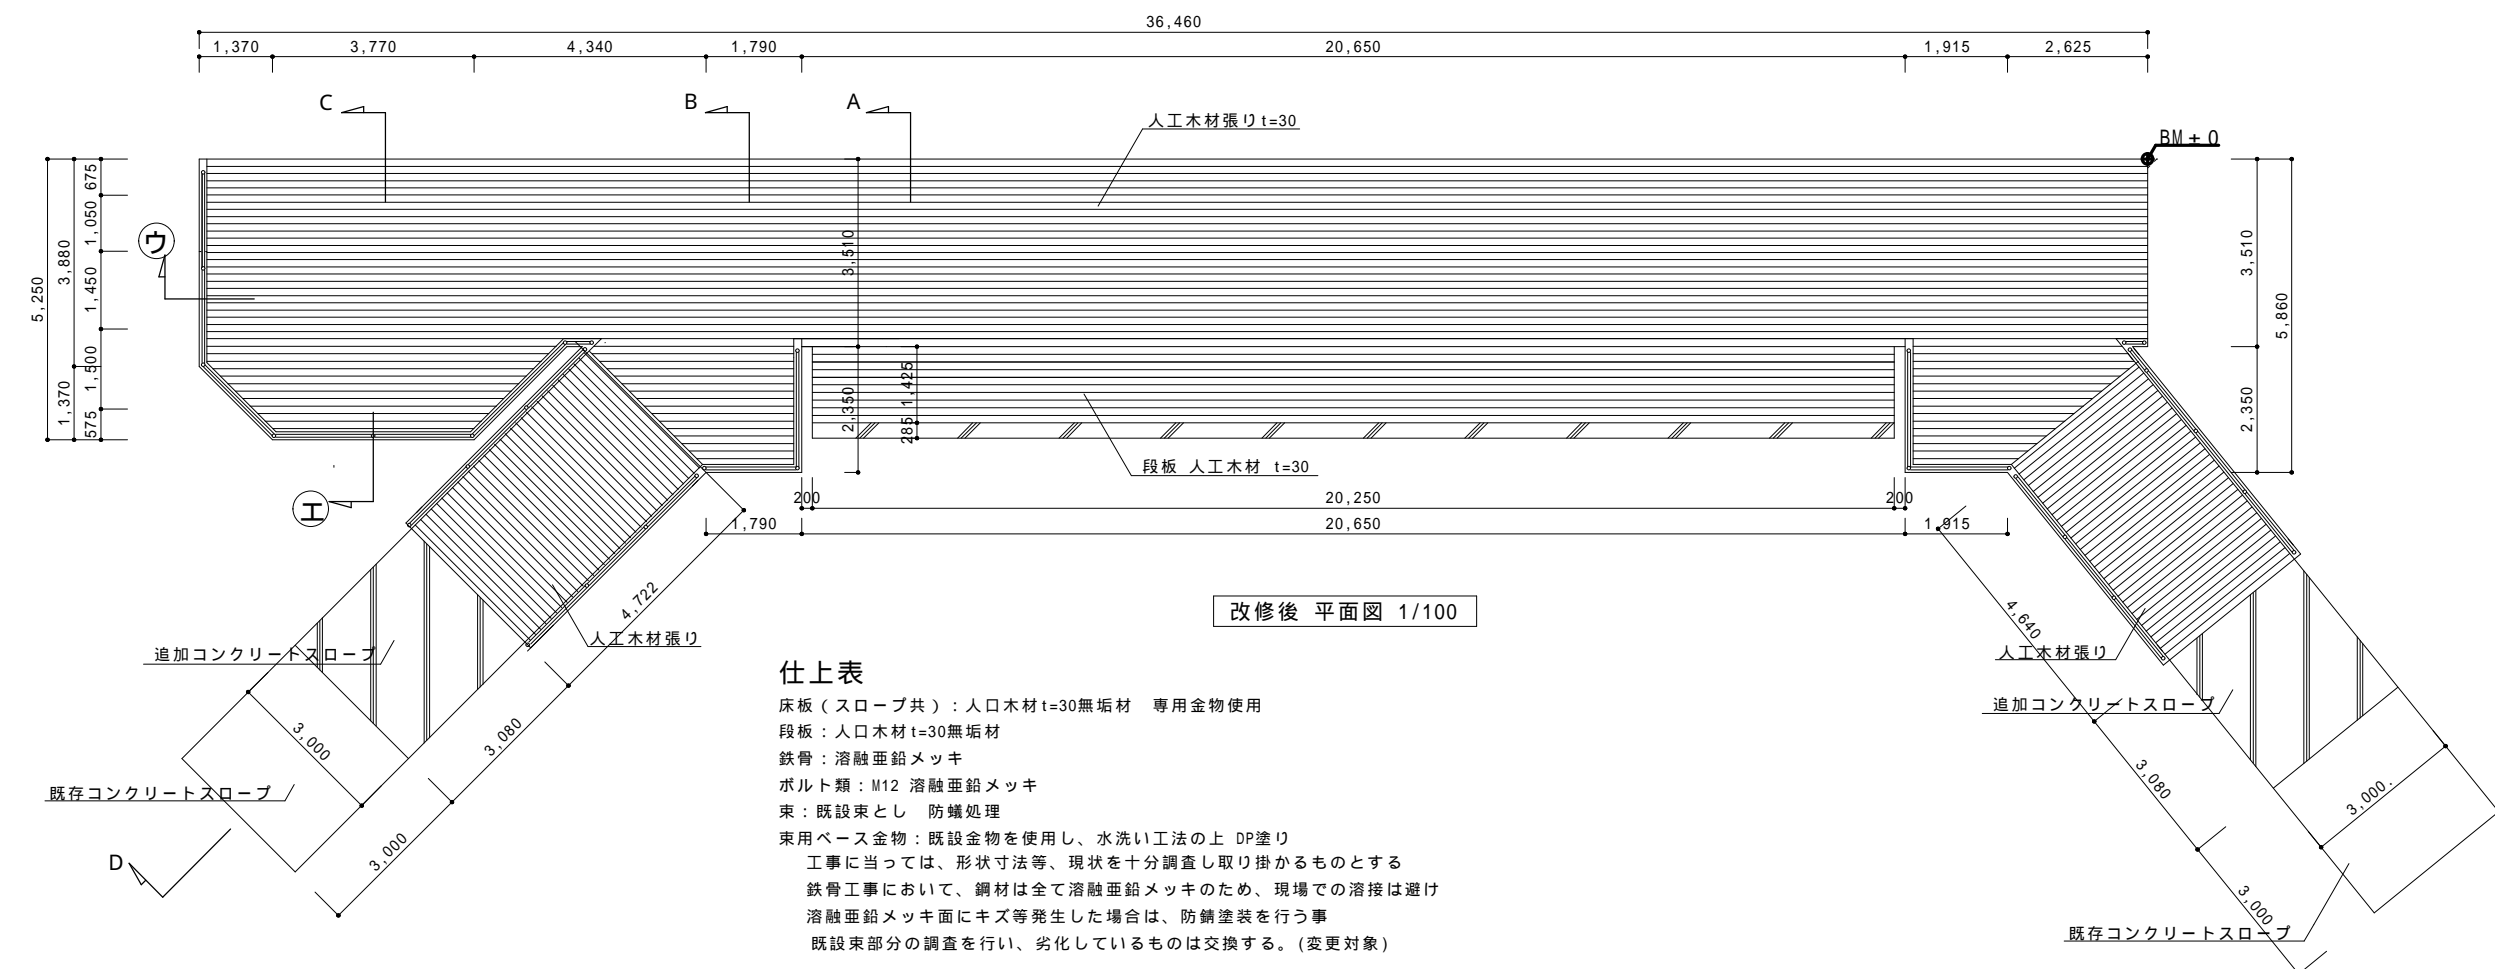 36,460
1,370 3,770 4,340 1,790 20,650 1,915 2,625
C B A
人工木材張りt=30
BM±0
675
1,050
1,450
1,500
575
3,880
1,370
5,250
ウ
エ
3,510
2,350
1,425
285
3,510
2,350
5,860
段板 人工木材 t=30
200 20,250 200
1,790 20,650 1,915
4,722
3,080
3,000
3,000
人工木材張り
追加コンクリートスロープ
既存コンクリートスロープ
D
改修後 平面図 1/100
4,640
3,080
3,000
3,000.
人工木材張り
追加コンクリートスロープ
既存コンクリートスロープ
仕上表
床板（スロープ共）：人口木材t=30無垢材 専用金物使用
段板：人口木材t=30無垢材
鉄骨：溶融亜鉛メッキ
ボルト類：M12 溶融亜鉛メッキ
束：既設束とし 防蟻処理
束用ベース金物：既設金物を使用し、水洗い工法の上 DP塗り
工事に当っては、形状寸法等、現状を十分調査し取り掛かるものとする
鉄骨工事において、鋼材は全て溶融亜鉛メッキのため、現場での溶接は避け
溶融亜鉛メッキ面にキズ等発生した場合は、防錆塗装を行う事
既設束部分の調査を行い、劣化しているものは交換する。(変更対象)